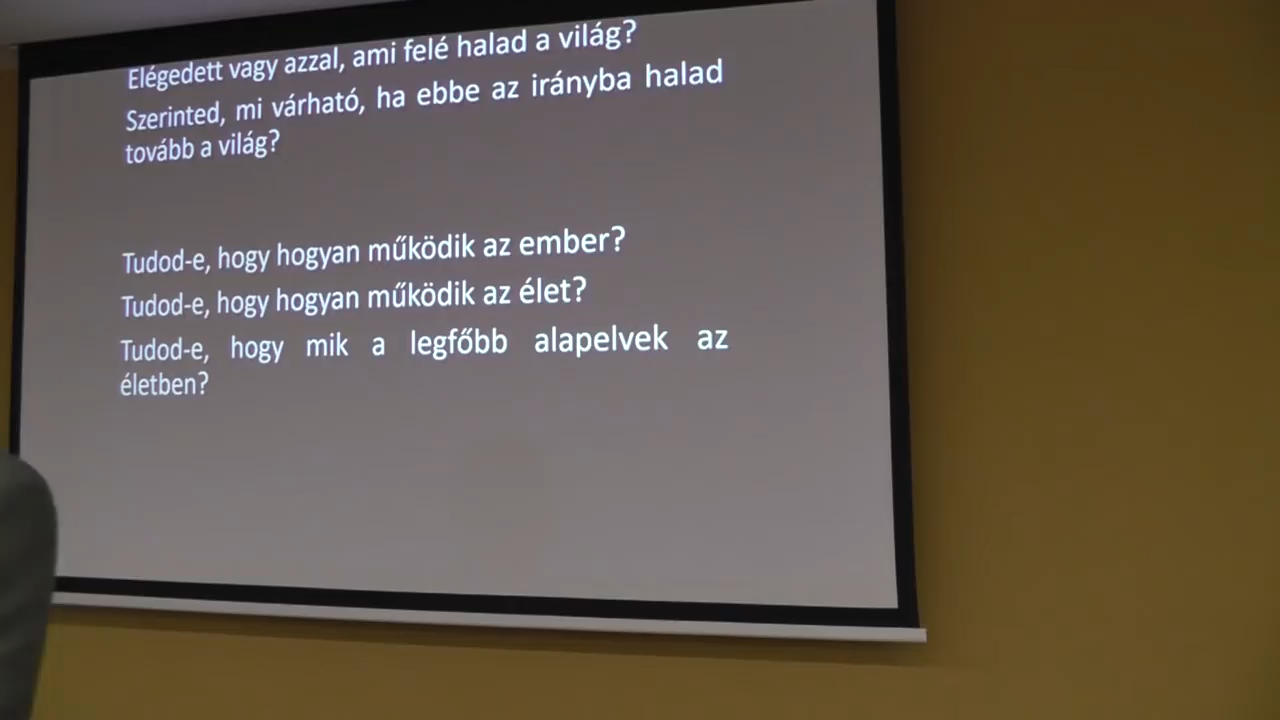 Elégedett vagy azzal, ami felé halad a világ?
Szerinted, mi várható, ha ebbe az irányba halad
tovább a világ?
Tudod-e, hogy hogyan működik az ember?
Tudod-e, hogy hogyan működik az élet?
Tudod-e, hogy mik a legfőbb alapelvek az
életben?